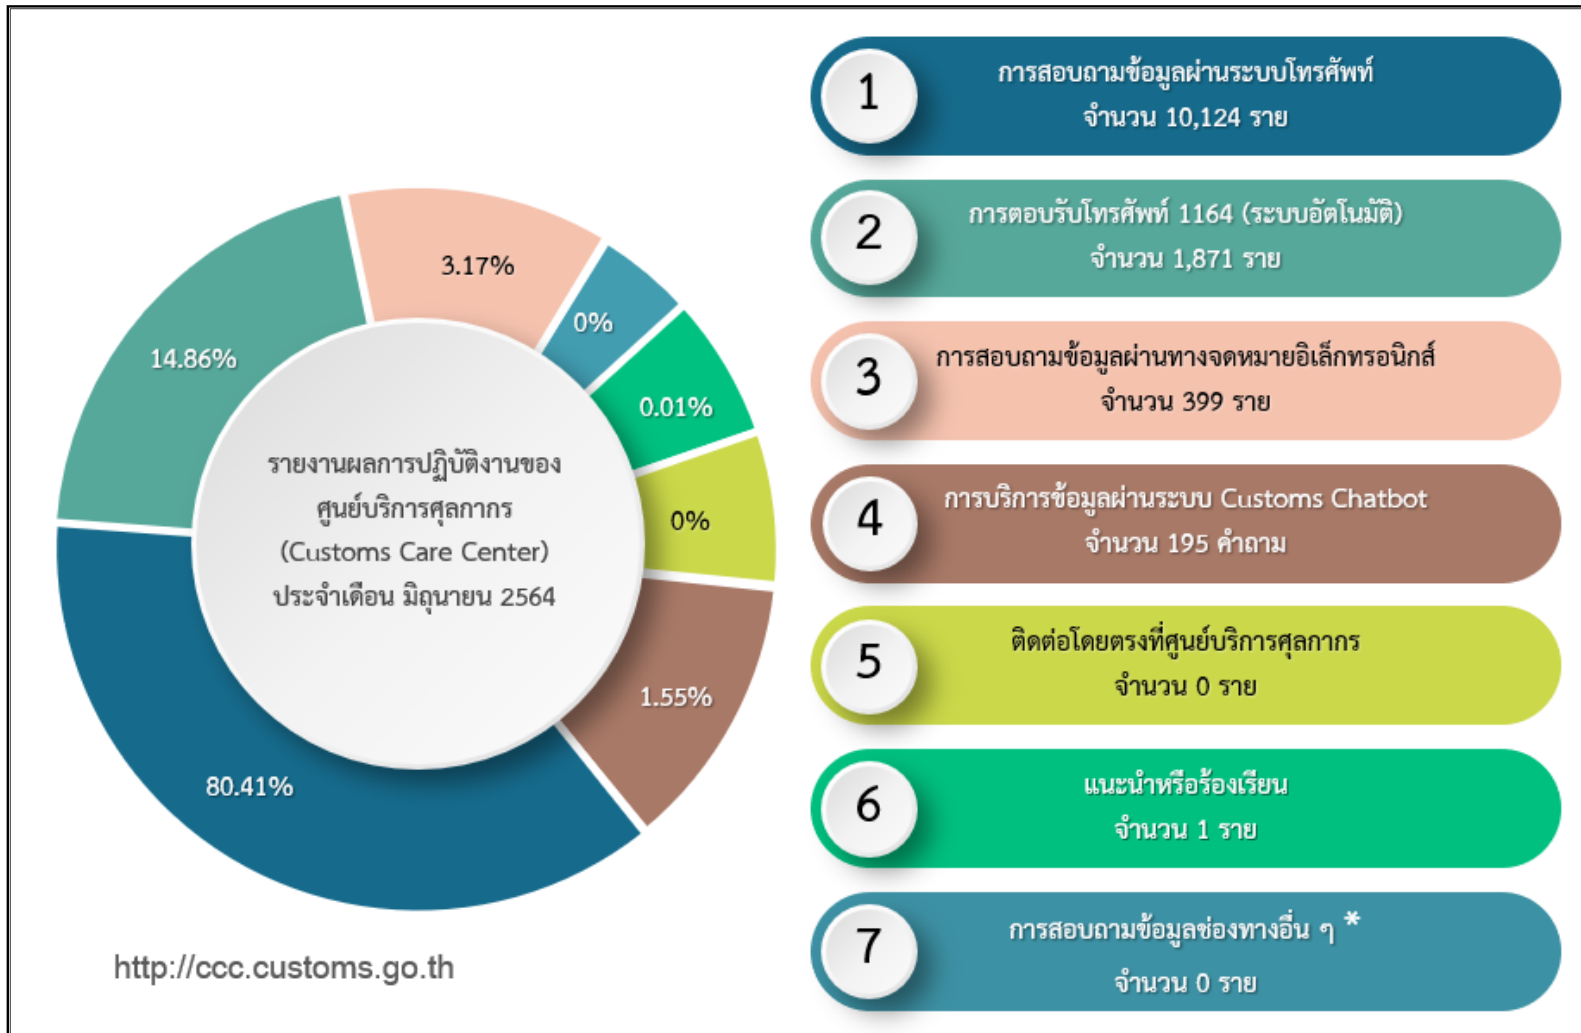 1
การสอบถามข้อมูลผ่านระบบโทรศัพท์
จำนวน 10,124 ราย
2
การตอบรับโทรศัพท์ 1164 (ระบบอัตโนมัติ)
จำนวน 1,871 ราย
3
การสอบถามข้อมูลผ่านทางจดหมายอิเล็กทรอนิกส์
จำนวน 399 ราย
4
การบริการข้อมูลผ่านระบบ Customs Chatbot
จำนวน 195 คำถาม
5
ติดต่อโดยตรงที่ศูนย์บริการศุลกากร
จำนวน 0 ราย
6
แนะนำหรือร้องเรียน
จำนวน 1 ราย
7
การสอบถามข้อมูลช่องทางอื่น ๆ *
จำนวน 0 ราย
3.17%
0%
14.86%
0.01%
0%
1.55%
80.41%
รายงานผลการปฏิบัติงานของ
ศูนย์บริการศุลกากร
(Customs Care Center)
ประจำเดือน มิถุนายน 2564
http://ccc.customs.go.th